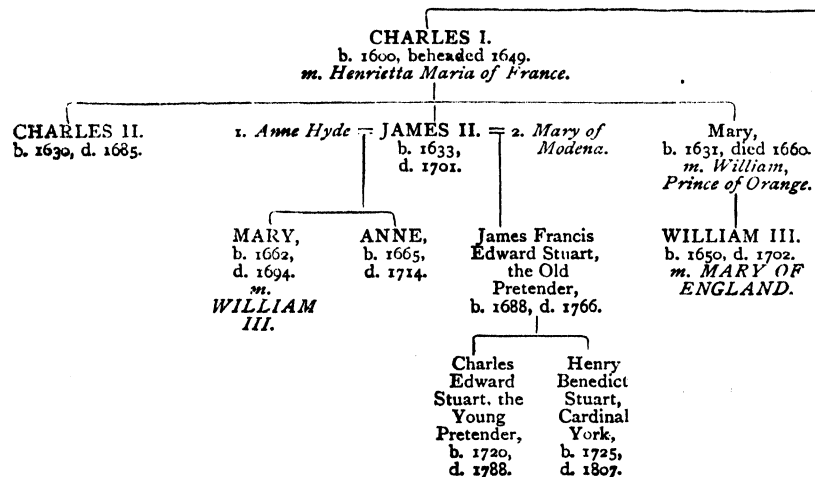 CHARLES I.
b. 1600, beheaded 1649.
m. Henrietta Maria of France.
CHARLES II.
b. 1630, d. 1685.
1. Anne Hyde = JAMES II. = 2. Mary of
Modena.
b. 1633,
d. 1701.
Mary,
b. 1631, died 1660.
m. William,
Prince of Orange.
MARY,
b. 1662,
d. 1694.
m.
WILLIAM
III.
ANNE,
b. 1665,
d. 1714.
James Francis
Edward Stuart,
the Old
Pretender,
b. 1688, d. 1766.
WILLIAM III.
b. 1650, d. 1702.
m. MARY OF
ENGLAND.
Charles
Edward
Stuart, the
Young
Pretender,
b. 1720,
d. 1788.
Henry
Benedict
Stuart,
Cardinal
York,
b. 1725,
d. 1807.